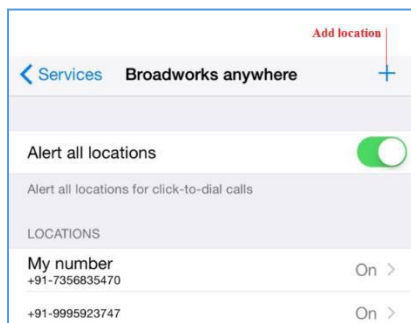 Add location
Services Broadworks anywhere +
Alert all locations
Alert all locations for click-to-dial calls
LOCATIONS
My number On
+91-7356835470
+91-9995923747 On